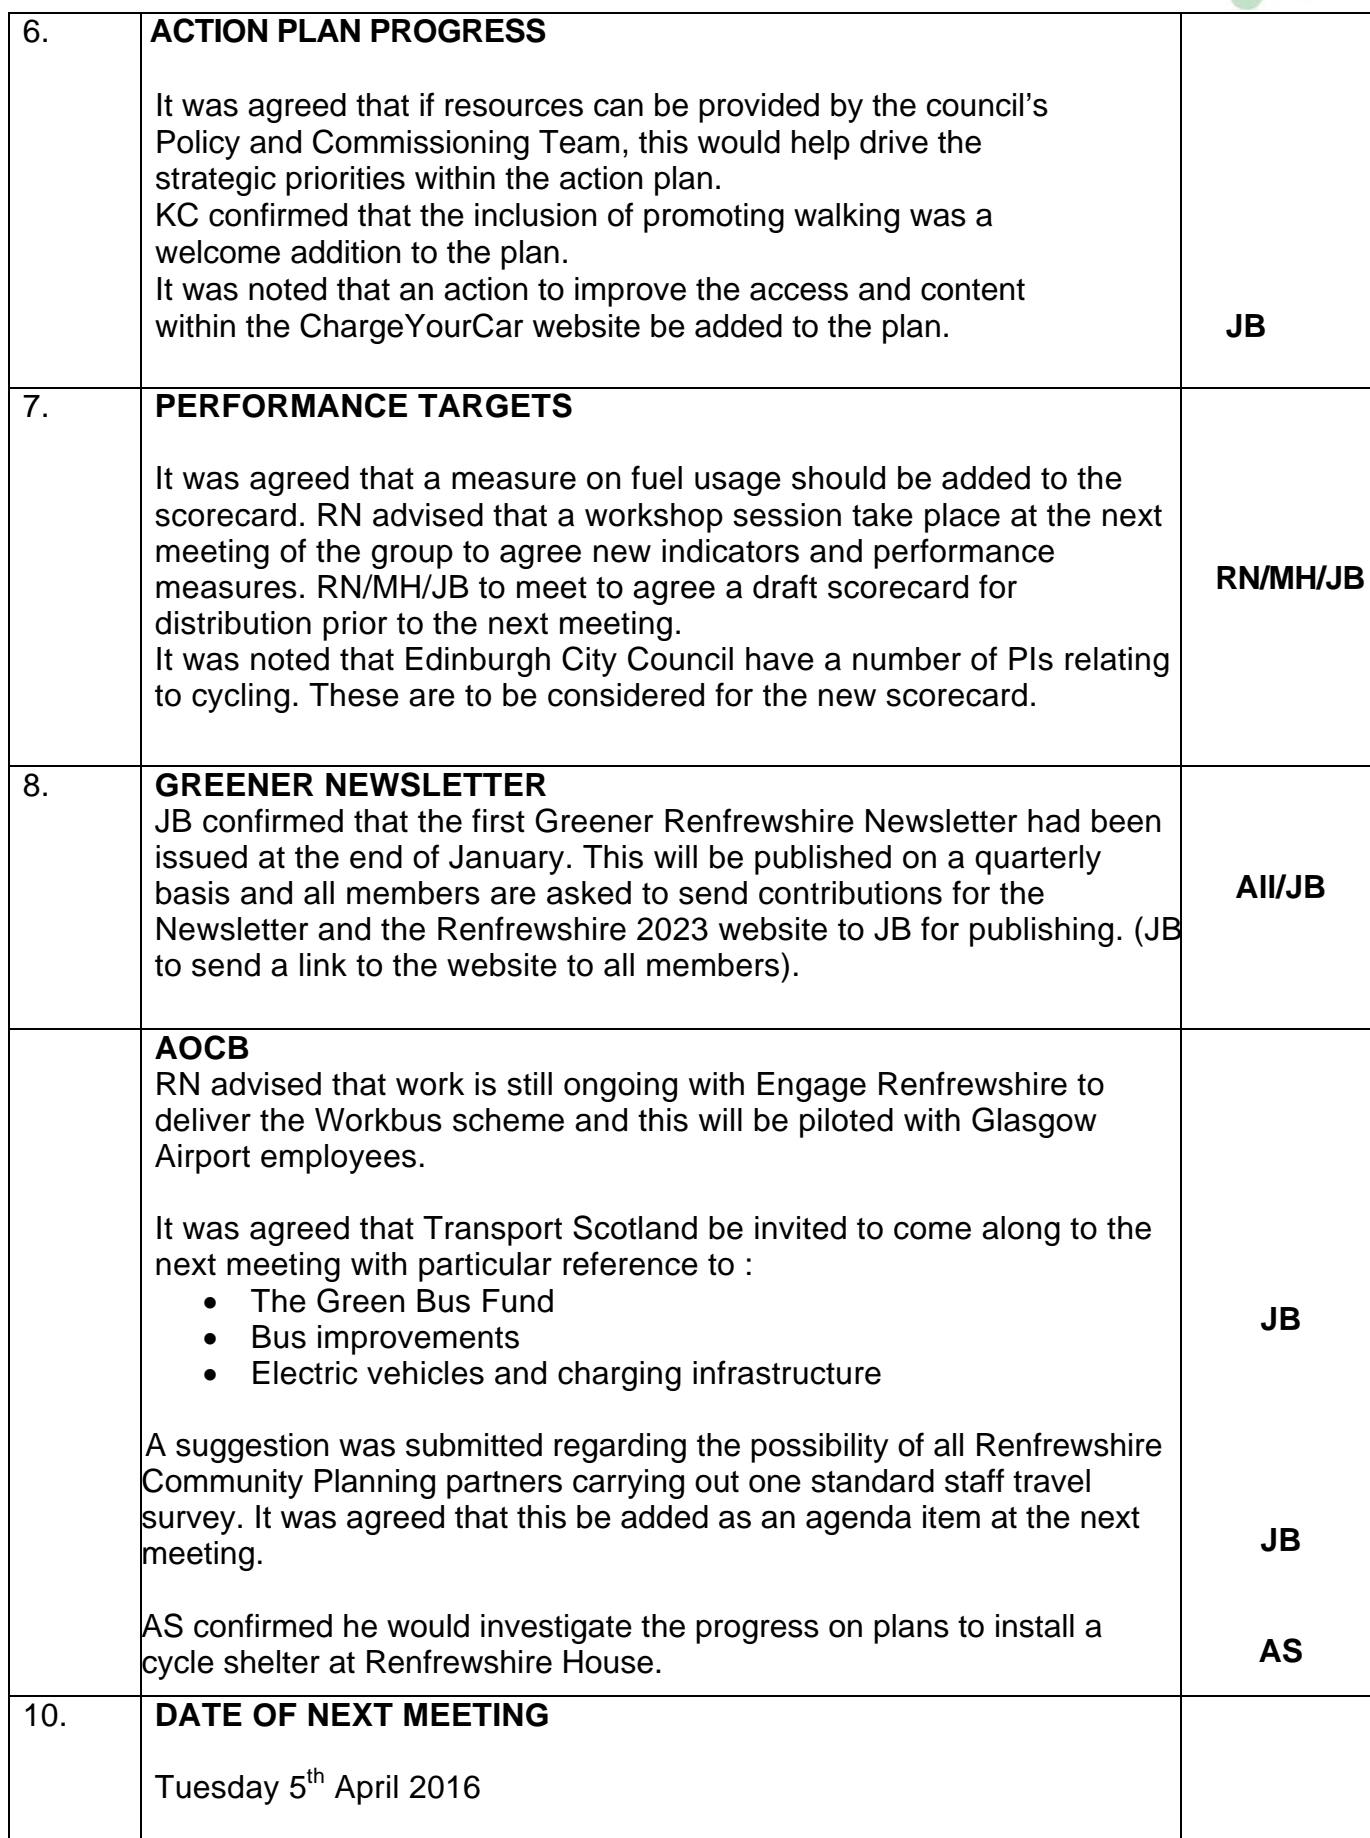 6.
ACTION PLAN PROGRESS
It was agreed that if resources can be provided by the council’s
Policy and Commissioning Team, this would help drive the
strategic priorities within the action plan.
KC confirmed that the inclusion of promoting walking was a
welcome addition to the plan.
It was noted that an action to improve the access and content
within the ChargeYourCar website be added to the plan.
JB
7.
PERFORMANCE TARGETS
It was agreed that a measure on fuel usage should be added to the
scorecard. RN advised that a workshop session take place at the next
meeting of the group to agree new indicators and performance
measures. RN/MH/JB to meet to agree a draft scorecard for
distribution prior to the next meeting.
It was noted that Edinburgh City Council have a number of PIs relating
to cycling. These are to be considered for the new scorecard.
RN/MH/JB
8.
GREENER NEWSLETTER
JB confirmed that the first Greener Renfrewshire Newsletter had been
issued at the end of January. This will be published on a quarterly
basis and all members are asked to send contributions for the
Newsletter and the Renfrewshire 2023 website to JB for publishing. (JB
to send a link to the website to all members).
All/JB
AOCB
RN advised that work is still ongoing with Engage Renfrewshire to
deliver the Workbus scheme and this will be piloted with Glasgow
Airport employees.
It was agreed that Transport Scotland be invited to come along to the
next meeting with particular reference to :
• The Green Bus Fund
• Bus improvements
• Electric vehicles and charging infrastructure
JB
A suggestion was submitted regarding the possibility of all Renfrewshire
Community Planning partners carrying out one standard staff travel
survey. It was agreed that this be added as an agenda item at the next
meeting.
JB
AS confirmed he would investigate the progress on plans to install a
cycle shelter at Renfrewshire House.
AS
10.
DATE OF NEXT MEETING
Tuesday 5th April 2016